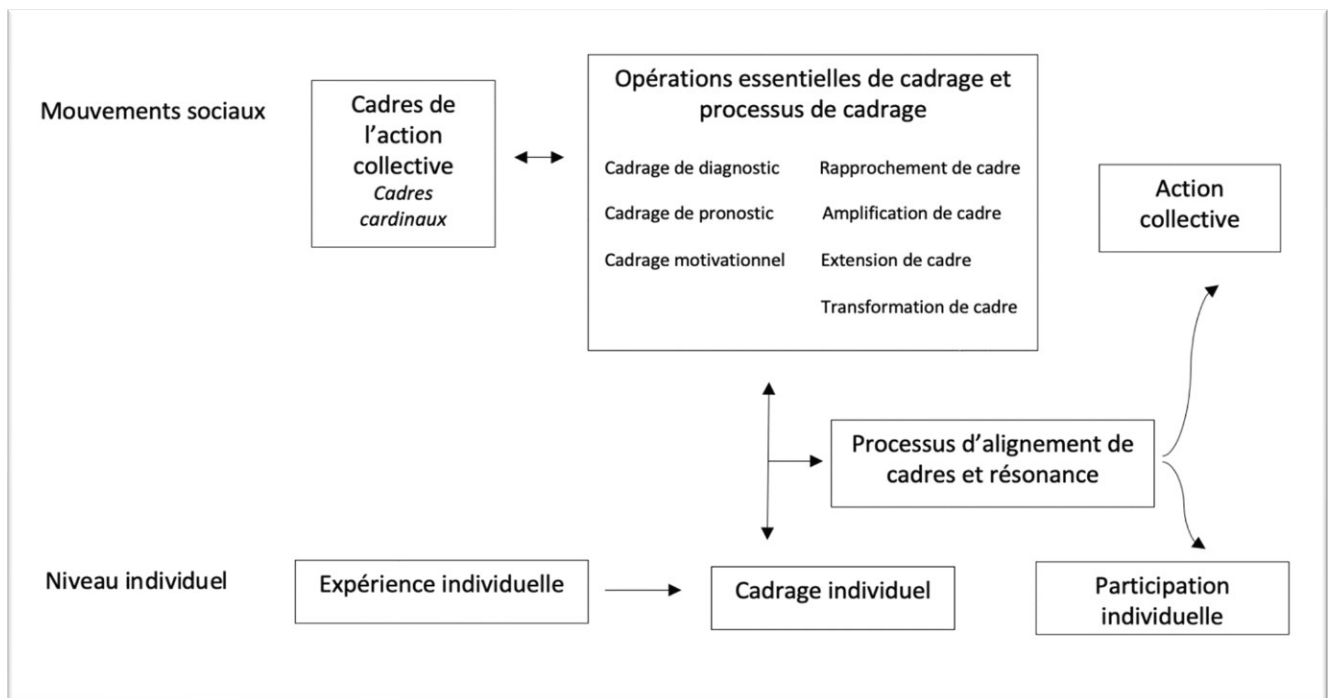 Mouvements sociaux
Cadres de
l'action
collective
Cadres
cardinaux
Opérations essentielles de cadrage et
processus de cadrage
Cadrage de diagnostic
Cadrage de pronostic
Cadrage motivationnel
Rapprochement de cadre
Amplification de cadre
Extension de cadre
Transformation de cadre
Action
collective
Processus d'alignement de
cadres et résonance
Niveau individuel
Expérience individuelle
Cadrage individuel
Participation
individuelle